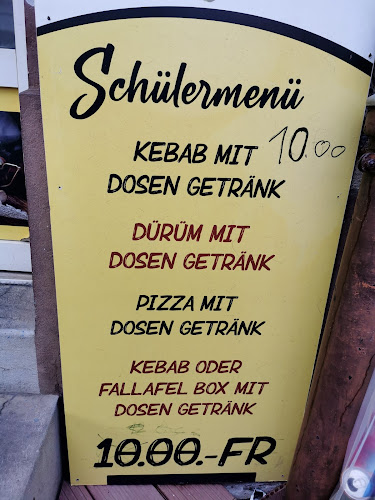 Schülermenü
KEBAB MIT 10.00
DOSEN GETRÄNK
DÜRÜM MIT
DOSEN GETRÄNK
PIZZA MIT
DOSEN GETRÄNK
KEBAB ODER
FALLAFEL BOX MIT
DOSEN GETRÄNK
10.00.-FR